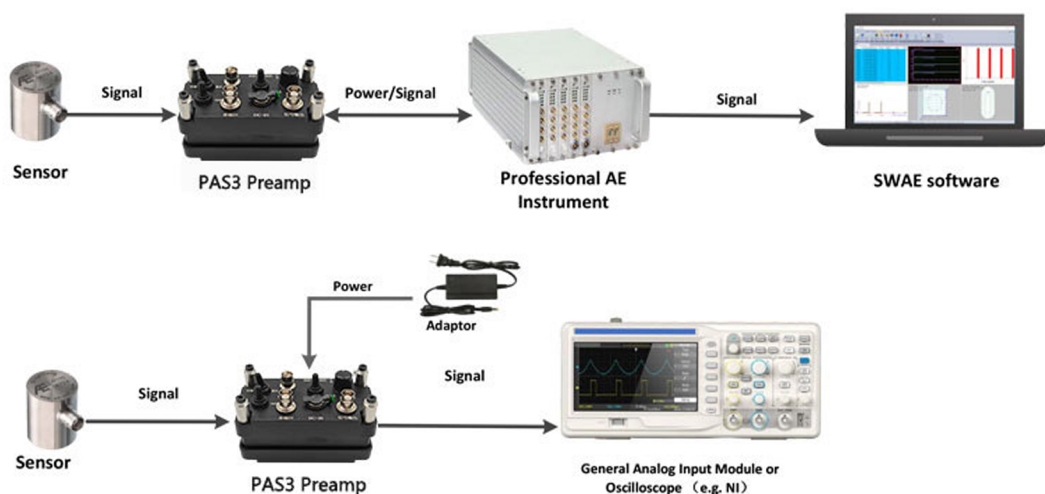 Signal
Power/Signal
Signal
Sensor
PAS3 Preamp
Professional AE
Instrument
SWAE software
Power
Adaptor
Signal
Signal
Sensor
PAS3 Preamp
General Analog Input Module or
Oscilloscope （e.g. NI）